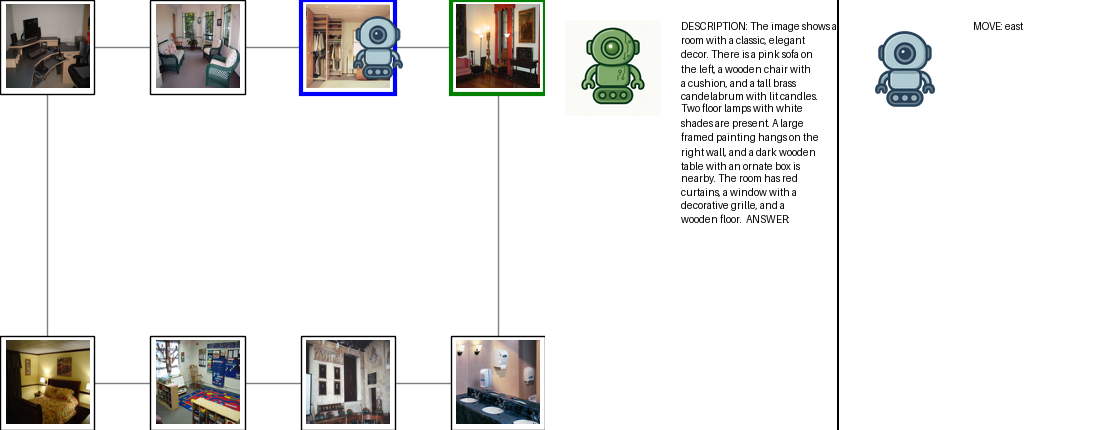 DESCRIPTION: The image shows a
room with a classic, elegant
decor. There is a pink sofa on
the left, a wooden chair with
a cushion, and a tall brass
candelabrum with lit candles.
Two floor lamps with white
shades are present. A large
framed painting hangs on the
right wall, and a dark wooden
table with an ornate box is
nearby. The room has red
curtains, a window with a
decorative grille, and a
wooden floor. ANSWER:
MOVE: east